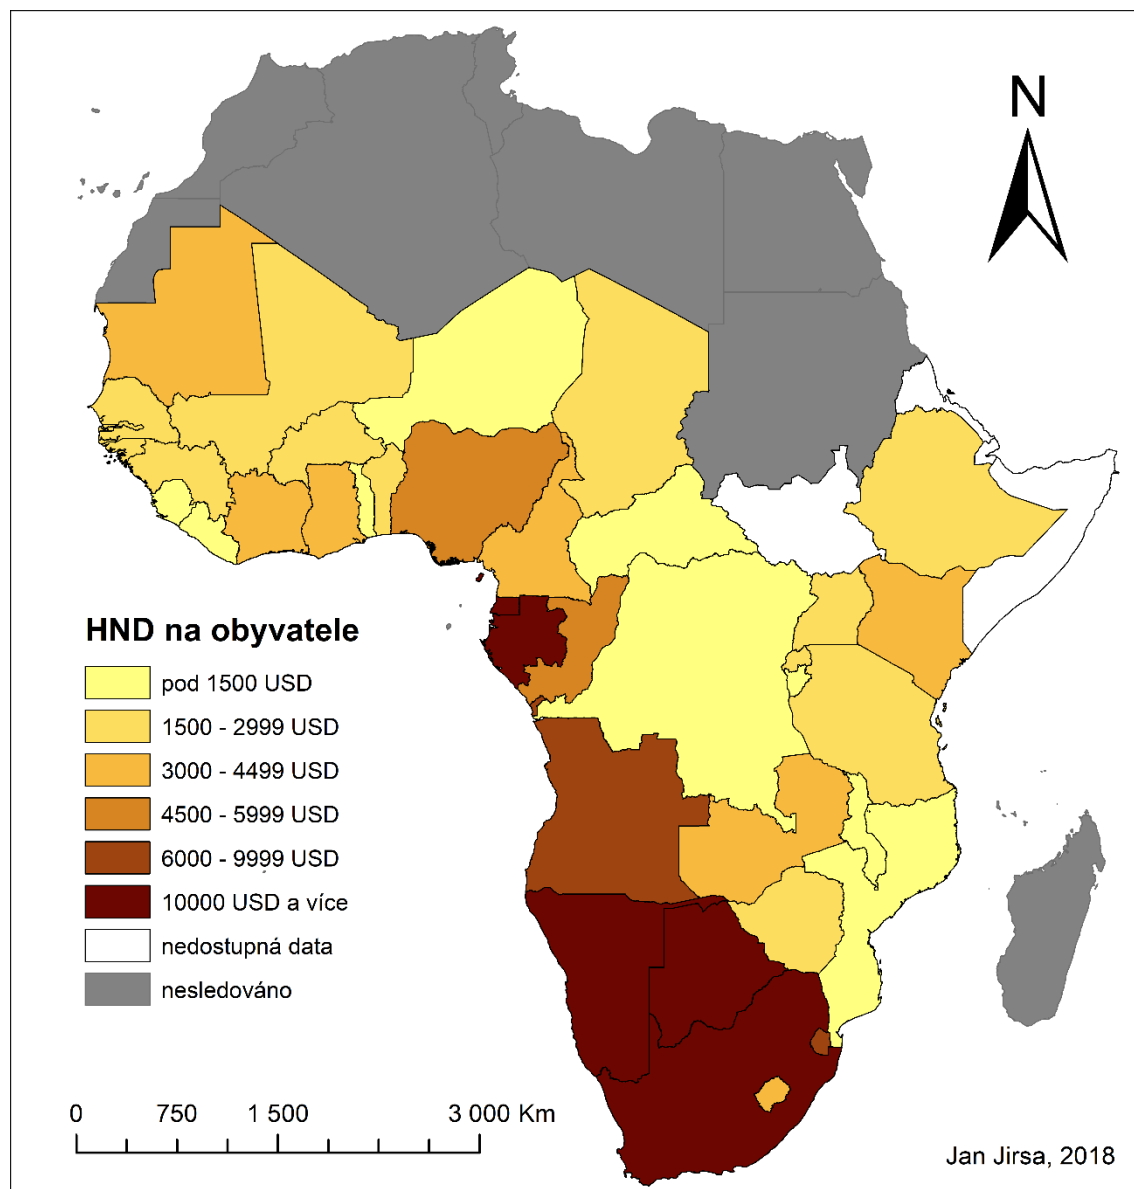 N
HND na obyvatele
pod 1500 USD
1500 - 2999 USD
3000 - 4499 USD
4500 - 5999 USD
6000 - 9999 USD
10000 USD a více
nedostupná data
nesledováno
0 750 1 500 3 000 Km
Jan Jirsa, 2018